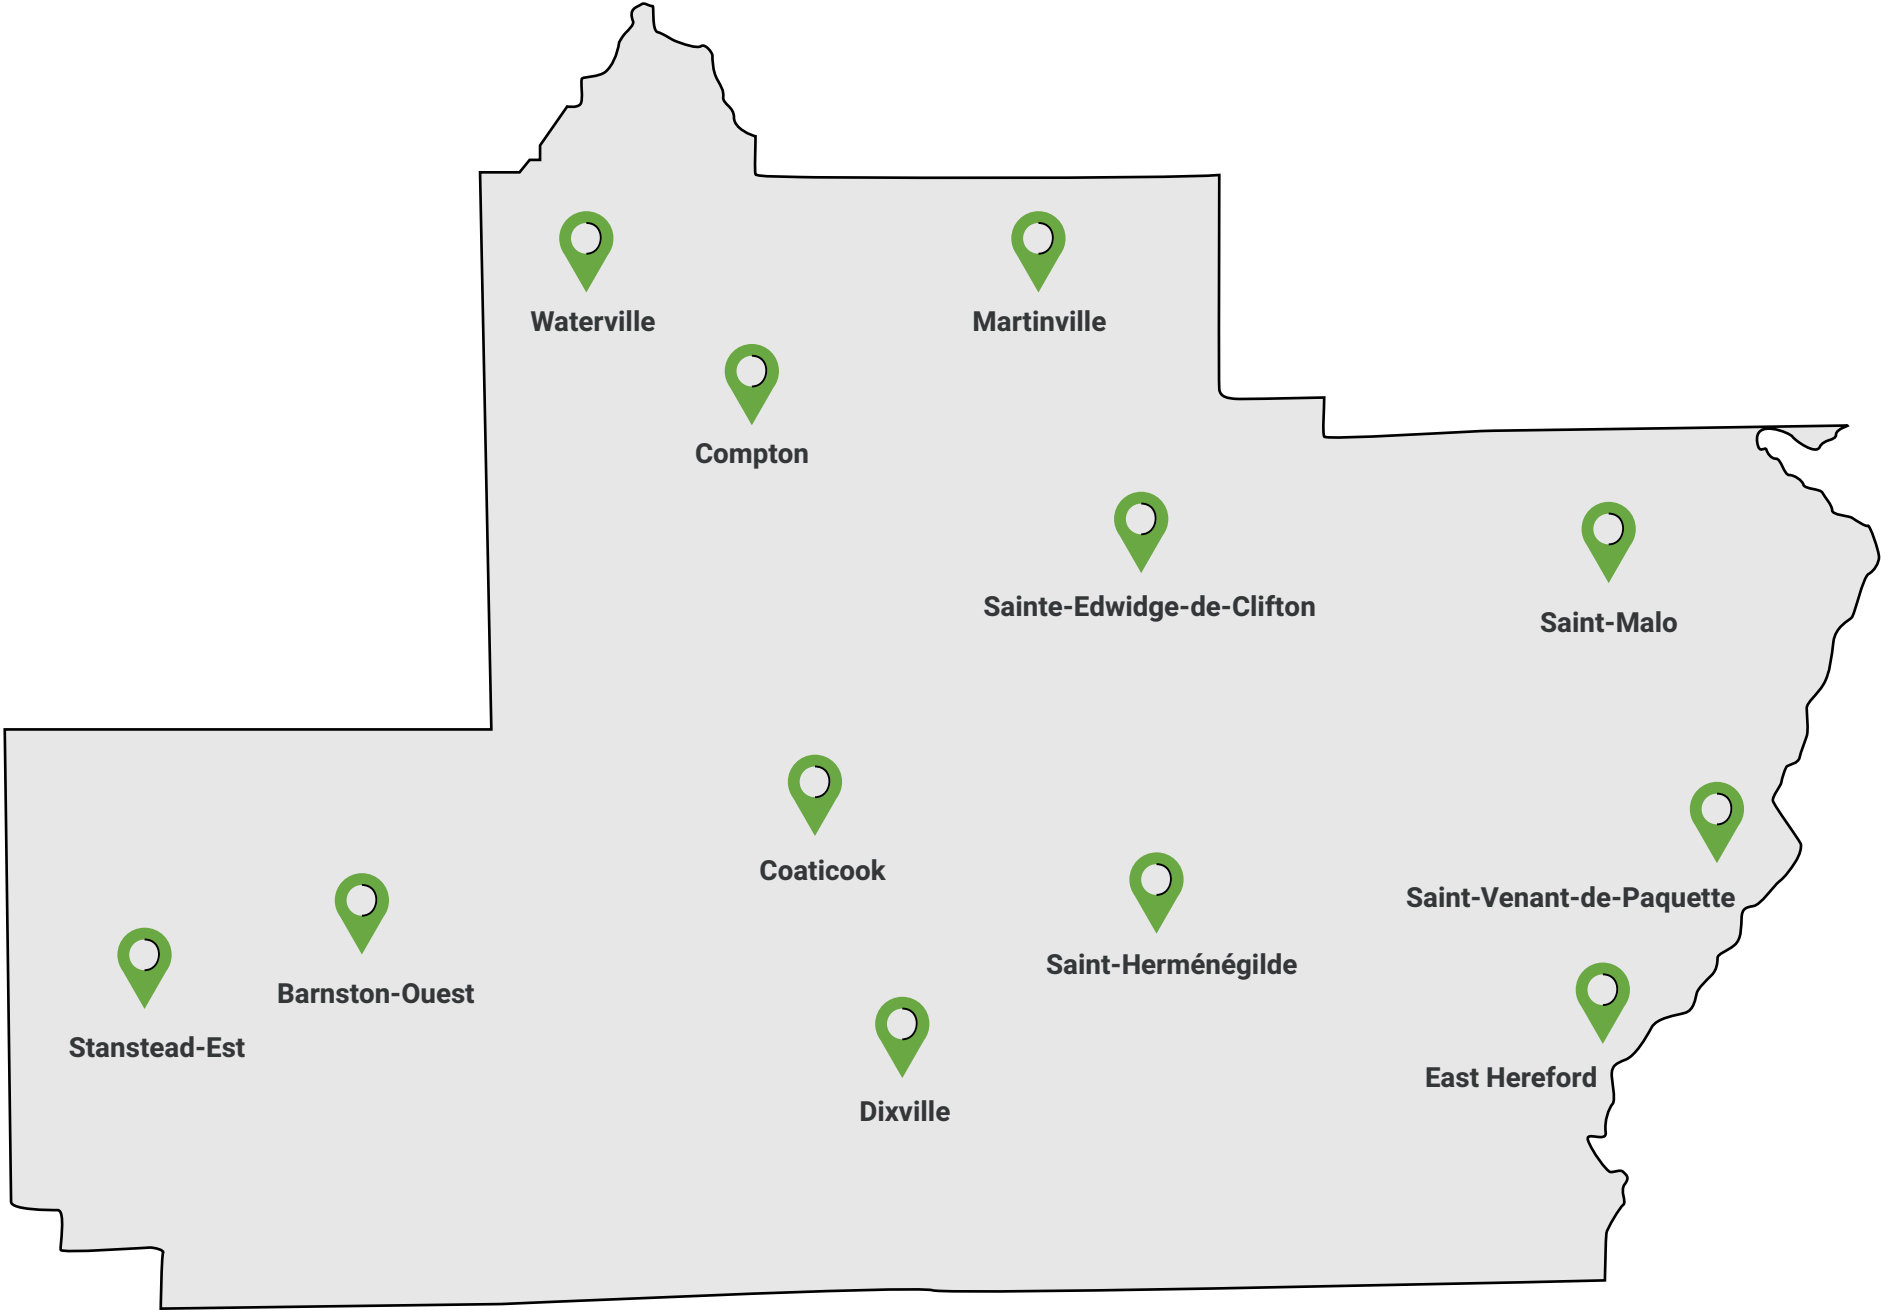 Waterville
Martinville
Compton
Sainte-Edwidge-de-Clifton
Saint-Malo
Coaticook
Saint-Venant-de-Paquette
Saint-Herménégilde
Barnston-Ouest
Stanstead-Est
East Hereford
Dixville